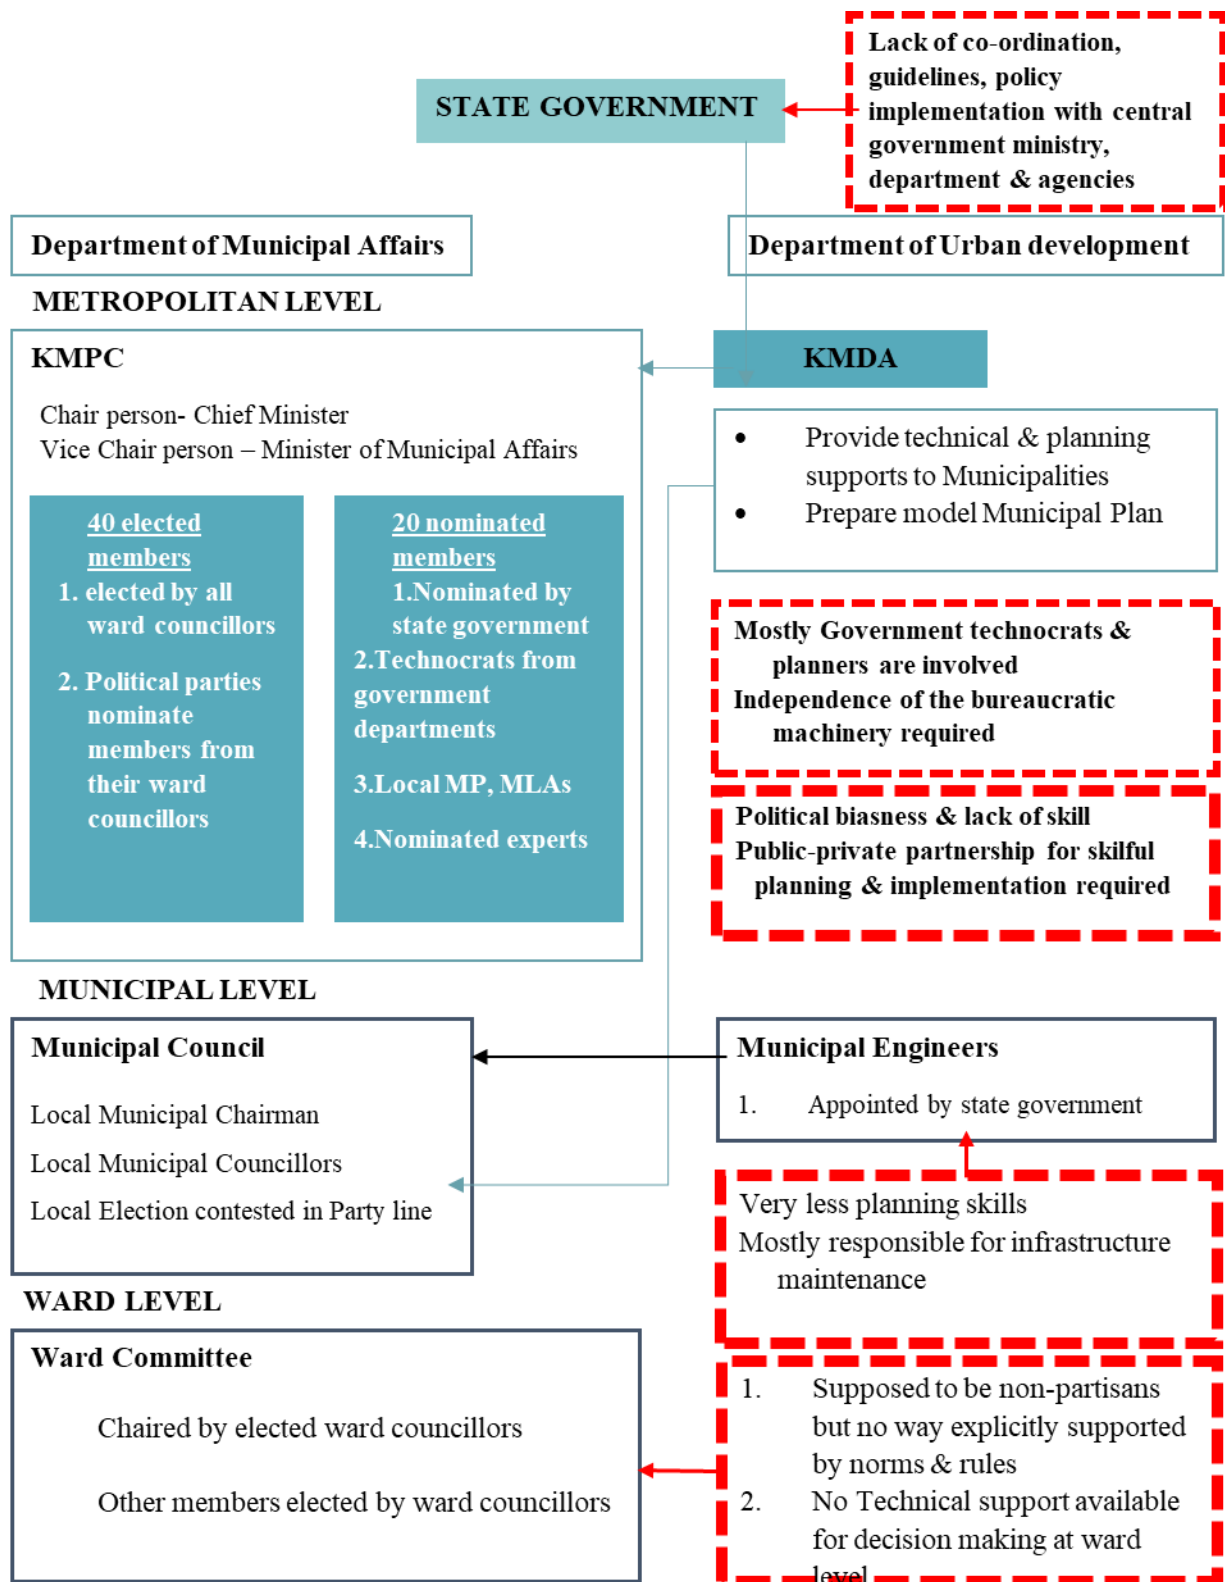 Lack of co-ordination,
guidelines, policy
implementation with central
government ministry,
department & agencies
STATE GOVERNMENT
Department of Municipal Affairs
Department of Urban development
METROPOLITAN LEVEL
KMPC
Chair person- Chief Minister
Vice Chair person – Minister of Municipal Affairs
40 elected
members
1. elected by all
ward councillors
2. Political parties
nominate
members from
their ward
councillors
20 nominated
members
1.Nominated by
state government
2.Technocrats from
government
departments
3.Local MP, MLAs
4.Nominated experts
KMDA
• Provide technical & planning
supports to Municipalities
• Prepare model Municipal Plan
Mostly Government technocrats &
planners are involved
Independence of the bureaucratic
machinery required
Political biasness & lack of skill
Public-private partnership for skilful
planning & implementation required
MUNICIPAL LEVEL
Municipal Council
Local Municipal Chairman
Local Municipal Councillors
Local Election contested in Party line
Municipal Engineers
1. Appointed by state government
Very less planning skills
Mostly responsible for infrastructure
maintenance
WARD LEVEL
Ward Committee
Chaired by elected ward councillors
Other members elected by ward councillors
1. Supposed to be non-partisans
but no way explicitly supported
by norms & rules
2. No Technical support available
for decision making at ward
level